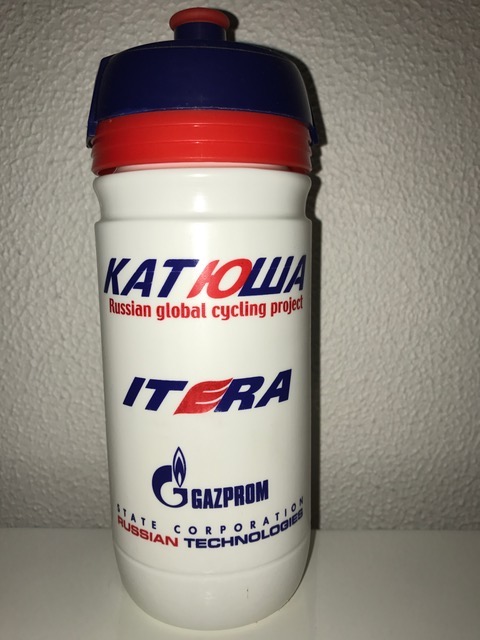 КАТЮША
Russian global cycling project
ITERA
GAZPROM
STATE CORPORATION
RUSSIAN TECHNOLOGIES